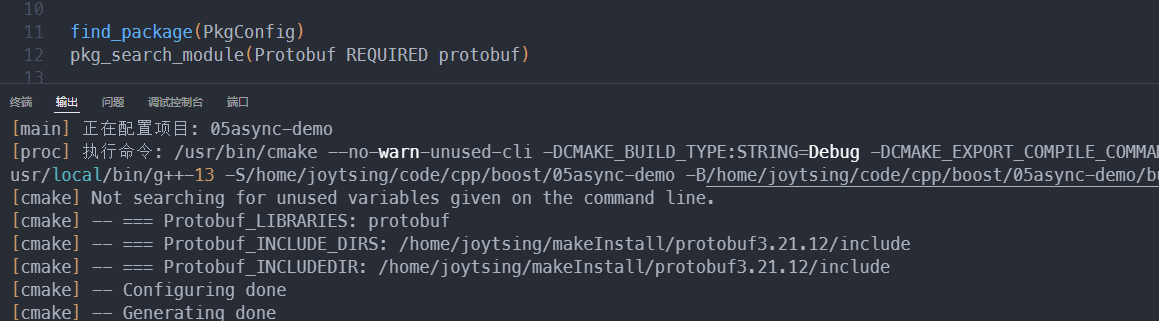 10
11 find_package(PkgConfig)
12 pkg_search_module(Protobuf REQUIRED protobuf)
13
终端 输出 问题 调试控制台 端口
[main] 正在配置项目: 05async-demo
[proc] 执行命令: /usr/bin/cmake --no-warn-unused-cli -DCMAKE_BUILD_TYPE:STRING=Debug -DCMAKE_EXPORT_COMPILE_COMMA
usr/local/bin/g++-13 -S/home/joytsing/code/cpp/boost/05async-demo -B/home/joytsing/code/cpp/boost/05async-demo/bu
[cmake] Not searching for unused variables given on the command line.
[cmake] -- === Protobuf_LIBRARIES: protobuf
[cmake] -- === Protobuf_INCLUDE_DIRS: /home/joytsing/makeInstall/protobuf3.21.12/include
[cmake] -- === Protobuf_INCLUDEDIR: /home/joytsing/makeInstall/protobuf3.21.12/include
[cmake] -- Configuring done
[cmake] -- Generating done